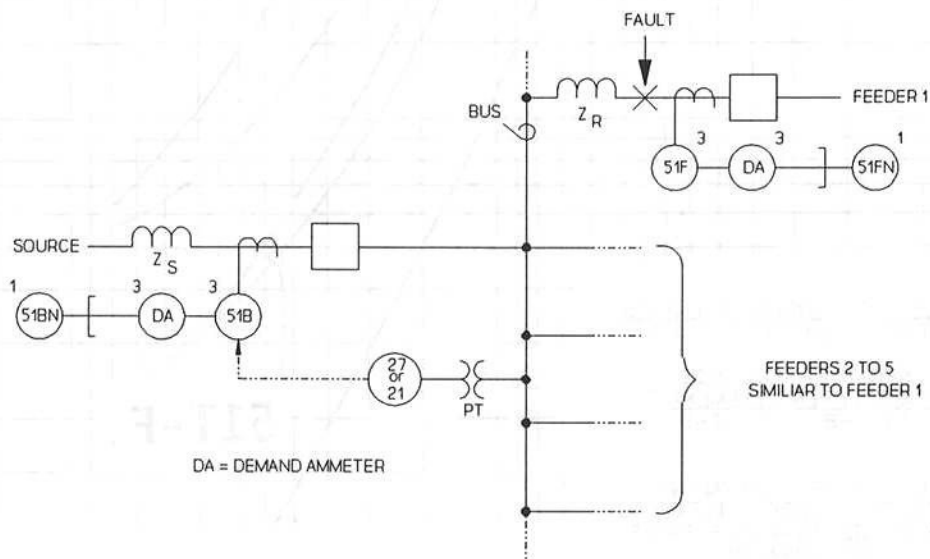 FAULT
BUS
Z R
FEEDER 1
3
3
1
51F
DA
51FN
SOURCE
Z S
1
3
3
51BN
DA
51B
27
or
21
PT
FEEDERS 2 TO 5
SIMILIAR TO FEEDER 1
DA = DEMAND AMMETER